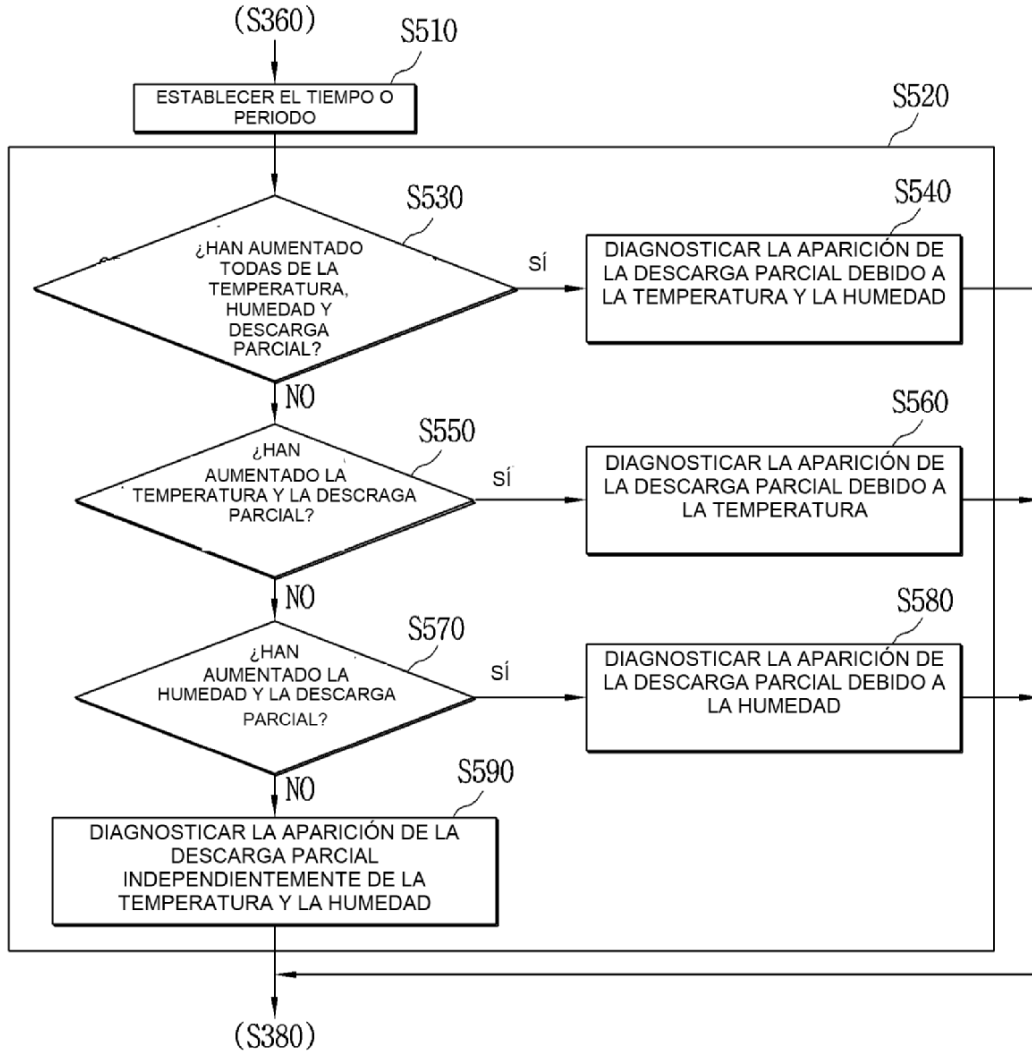 (S360)
S510
ESTABLECER EL TIEMPO O
PERIODO
S520
S530
¿HAN AUMENTADO
TODAS DE LA
TEMPERATURA,
HUMEDAD Y
DESCARGA
PARCIAL?
SÍ
S540
DIAGNOSTICAR LA APARICIÓN DE
LA DESCARGA PARCIAL DEBIDO A
LA TEMPERATURA Y LA HUMEDAD
NO
S550
¿HAN
AUMENTADO LA
TEMPERATURA Y LA DESCRAGA
PARCIAL?
SÍ
S560
DIAGNOSTICAR LA APARICIÓN DE
LA DESCARGA PARCIAL DEBIDO A
LA TEMPERATURA
NO
S570
¿HAN
AUMENTADO LA
HUMEDAD Y LA DESCARGA
PARCIAL?
SÍ
S580
DIAGNOSTICAR LA APARICIÓN DE
LA DESCARGA PARCIAL DEBIDO A
LA HUMEDAD
NO
S590
DIAGNOSTICAR LA APARICIÓN DE LA
DESCARGA PARCIAL
INDEPENDIENTEMENTE DE LA
TEMPERATURA Y LA HUMEDAD
(S380)